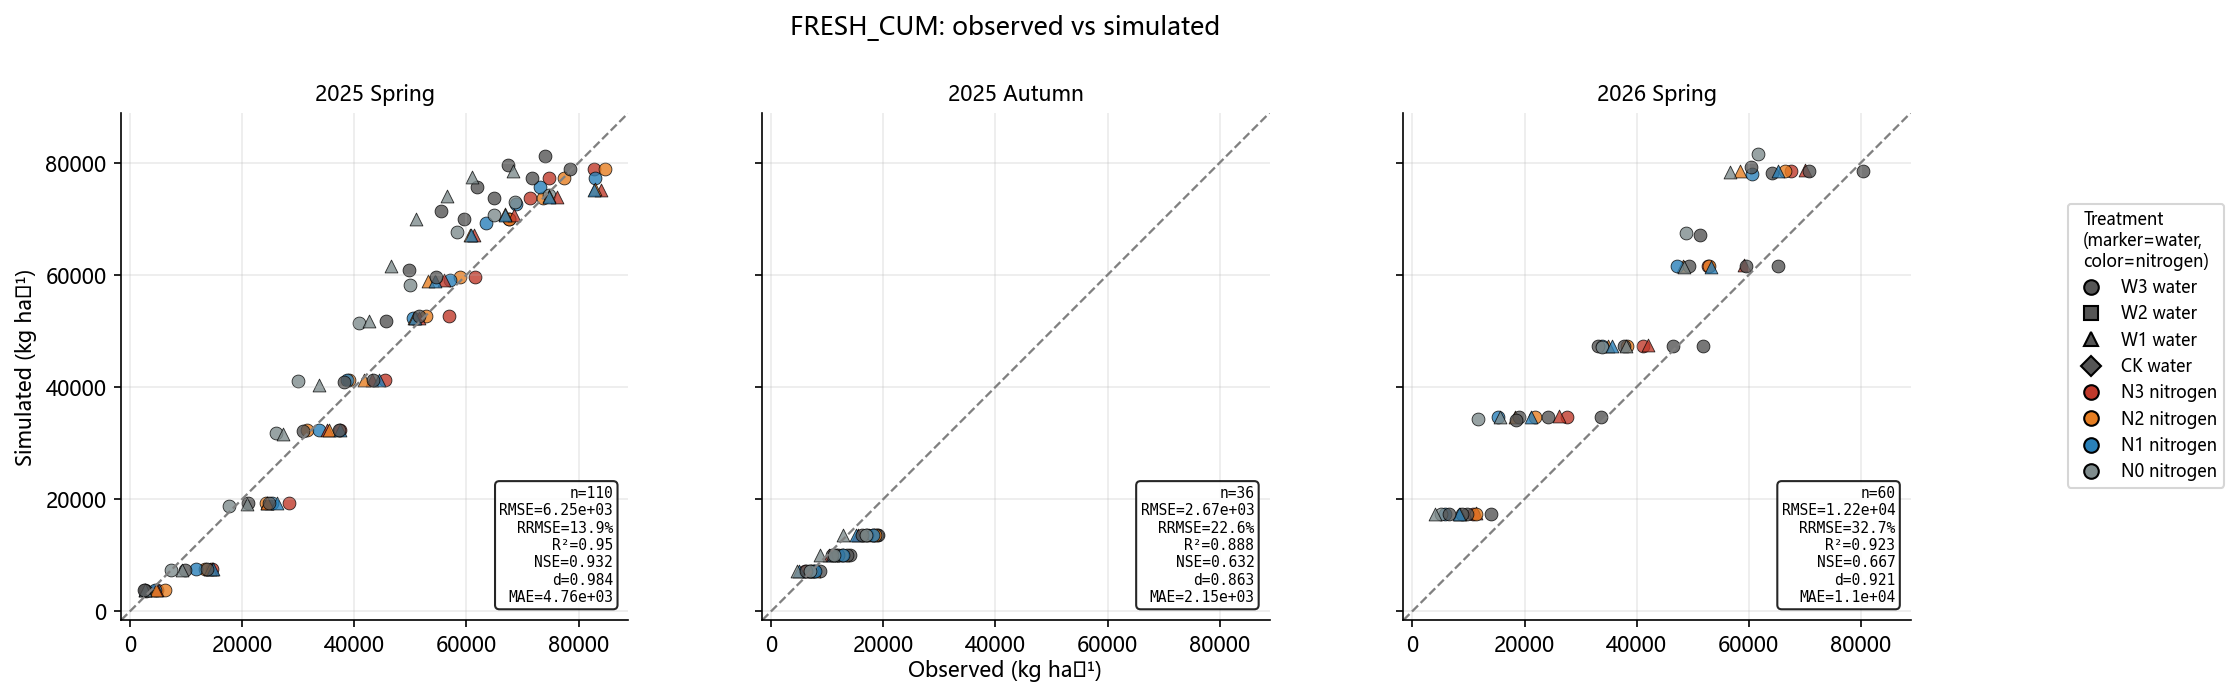 FRESH_CUM: observed vs simulated
2025 Spring
2025 Autumn
2026 Spring
Simulated (kg ha▯¹)
80000
60000
40000
20000
0
0 20000 40000 60000 80000
0 20000 40000 60000 80000
0 20000 40000 60000 80000
Observed (kg ha▯¹)
n=110
RMSE=6.25e+03
RRMSE=13.9%
R²=0.95
NSE=0.932
d=0.984
MAE=4.76e+03
n=36
RMSE=2.67e+03
RRMSE=22.6%
R²=0.888
NSE=0.632
d=0.863
MAE=2.15e+03
n=60
RMSE=1.22e+04
RRMSE=32.7%
R²=0.923
NSE=0.667
d=0.921
MAE=1.1e+04
Treatment
(marker=water,
color=nitrogen)
W3 water
W2 water
W1 water
CK water
N3 nitrogen
N2 nitrogen
N1 nitrogen
N0 nitrogen